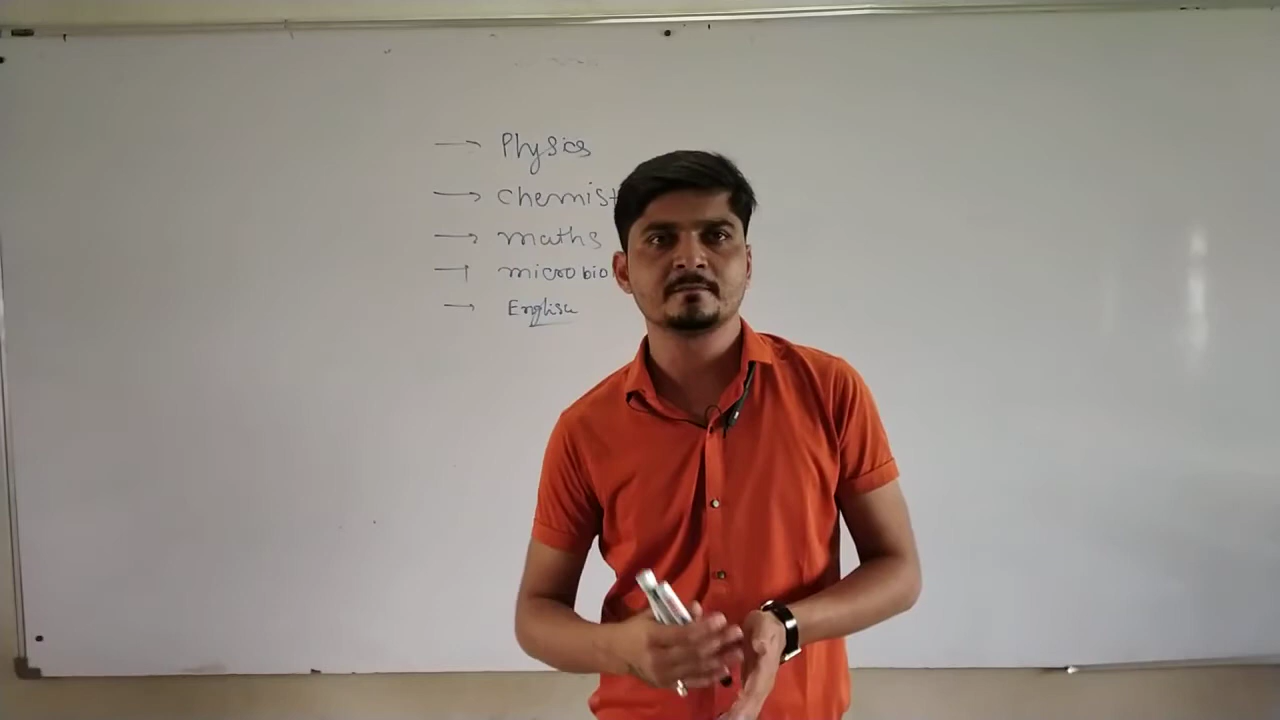 → Physics
→ chemist
→ maths
→ microbio
→ English